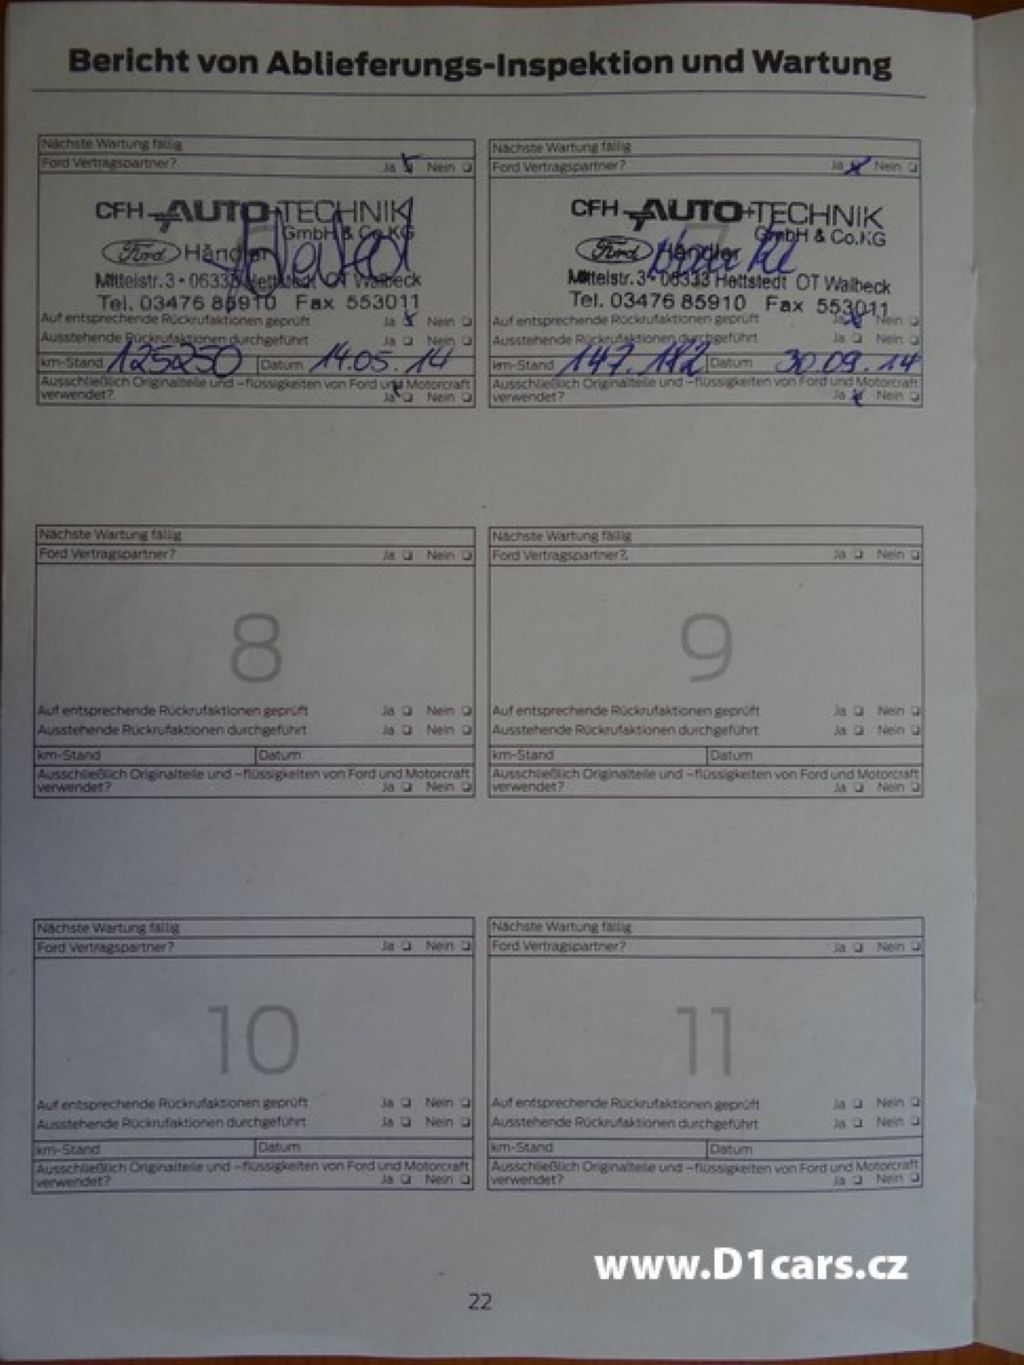 Bericht von Ablieferungs-Inspektion und Wartung
Nächste Wartung fällig
Ford Vertragspartner? Ja Nein
CFH AUTO+TECHNIK
GmbH & Co.KG
Ford Händler
Mittelstr. 3 • 06333 Hettstedt OT Walbeck
Tel. 03476 85910 Fax 553011
Auf entsprechende Rückrufaktionen geprüft Ja Nein
Ausstehende Rückrufaktionen durchgeführt Ja Nein
km-Stand 125250 Datum 14.05.14
Ausschließlich Originalteile und -flüssigkeiten von Ford und Motorcraft
verwendet? Ja Nein
Nächste Wartung fällig
Ford Vertragspartner? Ja Nein
7
CFH AUTO+TECHNIK
GmbH & Co.KG
Ford Händler
Mittelstr. 3 • 06333 Hettstedt OT Walbeck
Tel. 03476 85910 Fax 553011
Auf entsprechende Rückrufaktionen geprüft Ja Nein
Ausstehende Rückrufaktionen durchgeführt Ja Nein
km-Stand 147.182 Datum 30.09.14
Ausschließlich Originalteile und -flüssigkeiten von Ford und Motorcraft
verwendet? Ja Nein
Nächste Wartung fällig
Ford Vertragspartner? Ja Nein
8
Auf entsprechende Rückrufaktionen geprüft Ja Nein
Ausstehende Rückrufaktionen durchgeführt Ja Nein
km-Stand Datum
Ausschließlich Originalteile und -flüssigkeiten von Ford und Motorcraft
verwendet? Ja Nein
Nächste Wartung fällig
Ford Vertragspartner? Ja Nein
9
Auf entsprechende Rückrufaktionen geprüft Ja Nein
Ausstehende Rückrufaktionen durchgeführt Ja Nein
km-Stand Datum
Ausschließlich Originalteile und -flüssigkeiten von Ford und Motorcraft
verwendet? Ja Nein
Nächste Wartung fällig
Ford Vertragspartner? Ja Nein
10
Auf entsprechende Rückrufaktionen geprüft Ja Nein
Ausstehende Rückrufaktionen durchgeführt Ja Nein
km-Stand Datum
Ausschließlich Originalteile und -flüssigkeiten von Ford und Motorcraft
verwendet? Ja Nein
Nächste Wartung fällig
Ford Vertragspartner? Ja Nein
11
Auf entsprechende Rückrufaktionen geprüft Ja Nein
Ausstehende Rückrufaktionen durchgeführt Ja Nein
km-Stand Datum
Ausschließlich Originalteile und -flüssigkeiten von Ford und Motorcraft
verwendet? Ja Nein
www.D1cars.cz
22